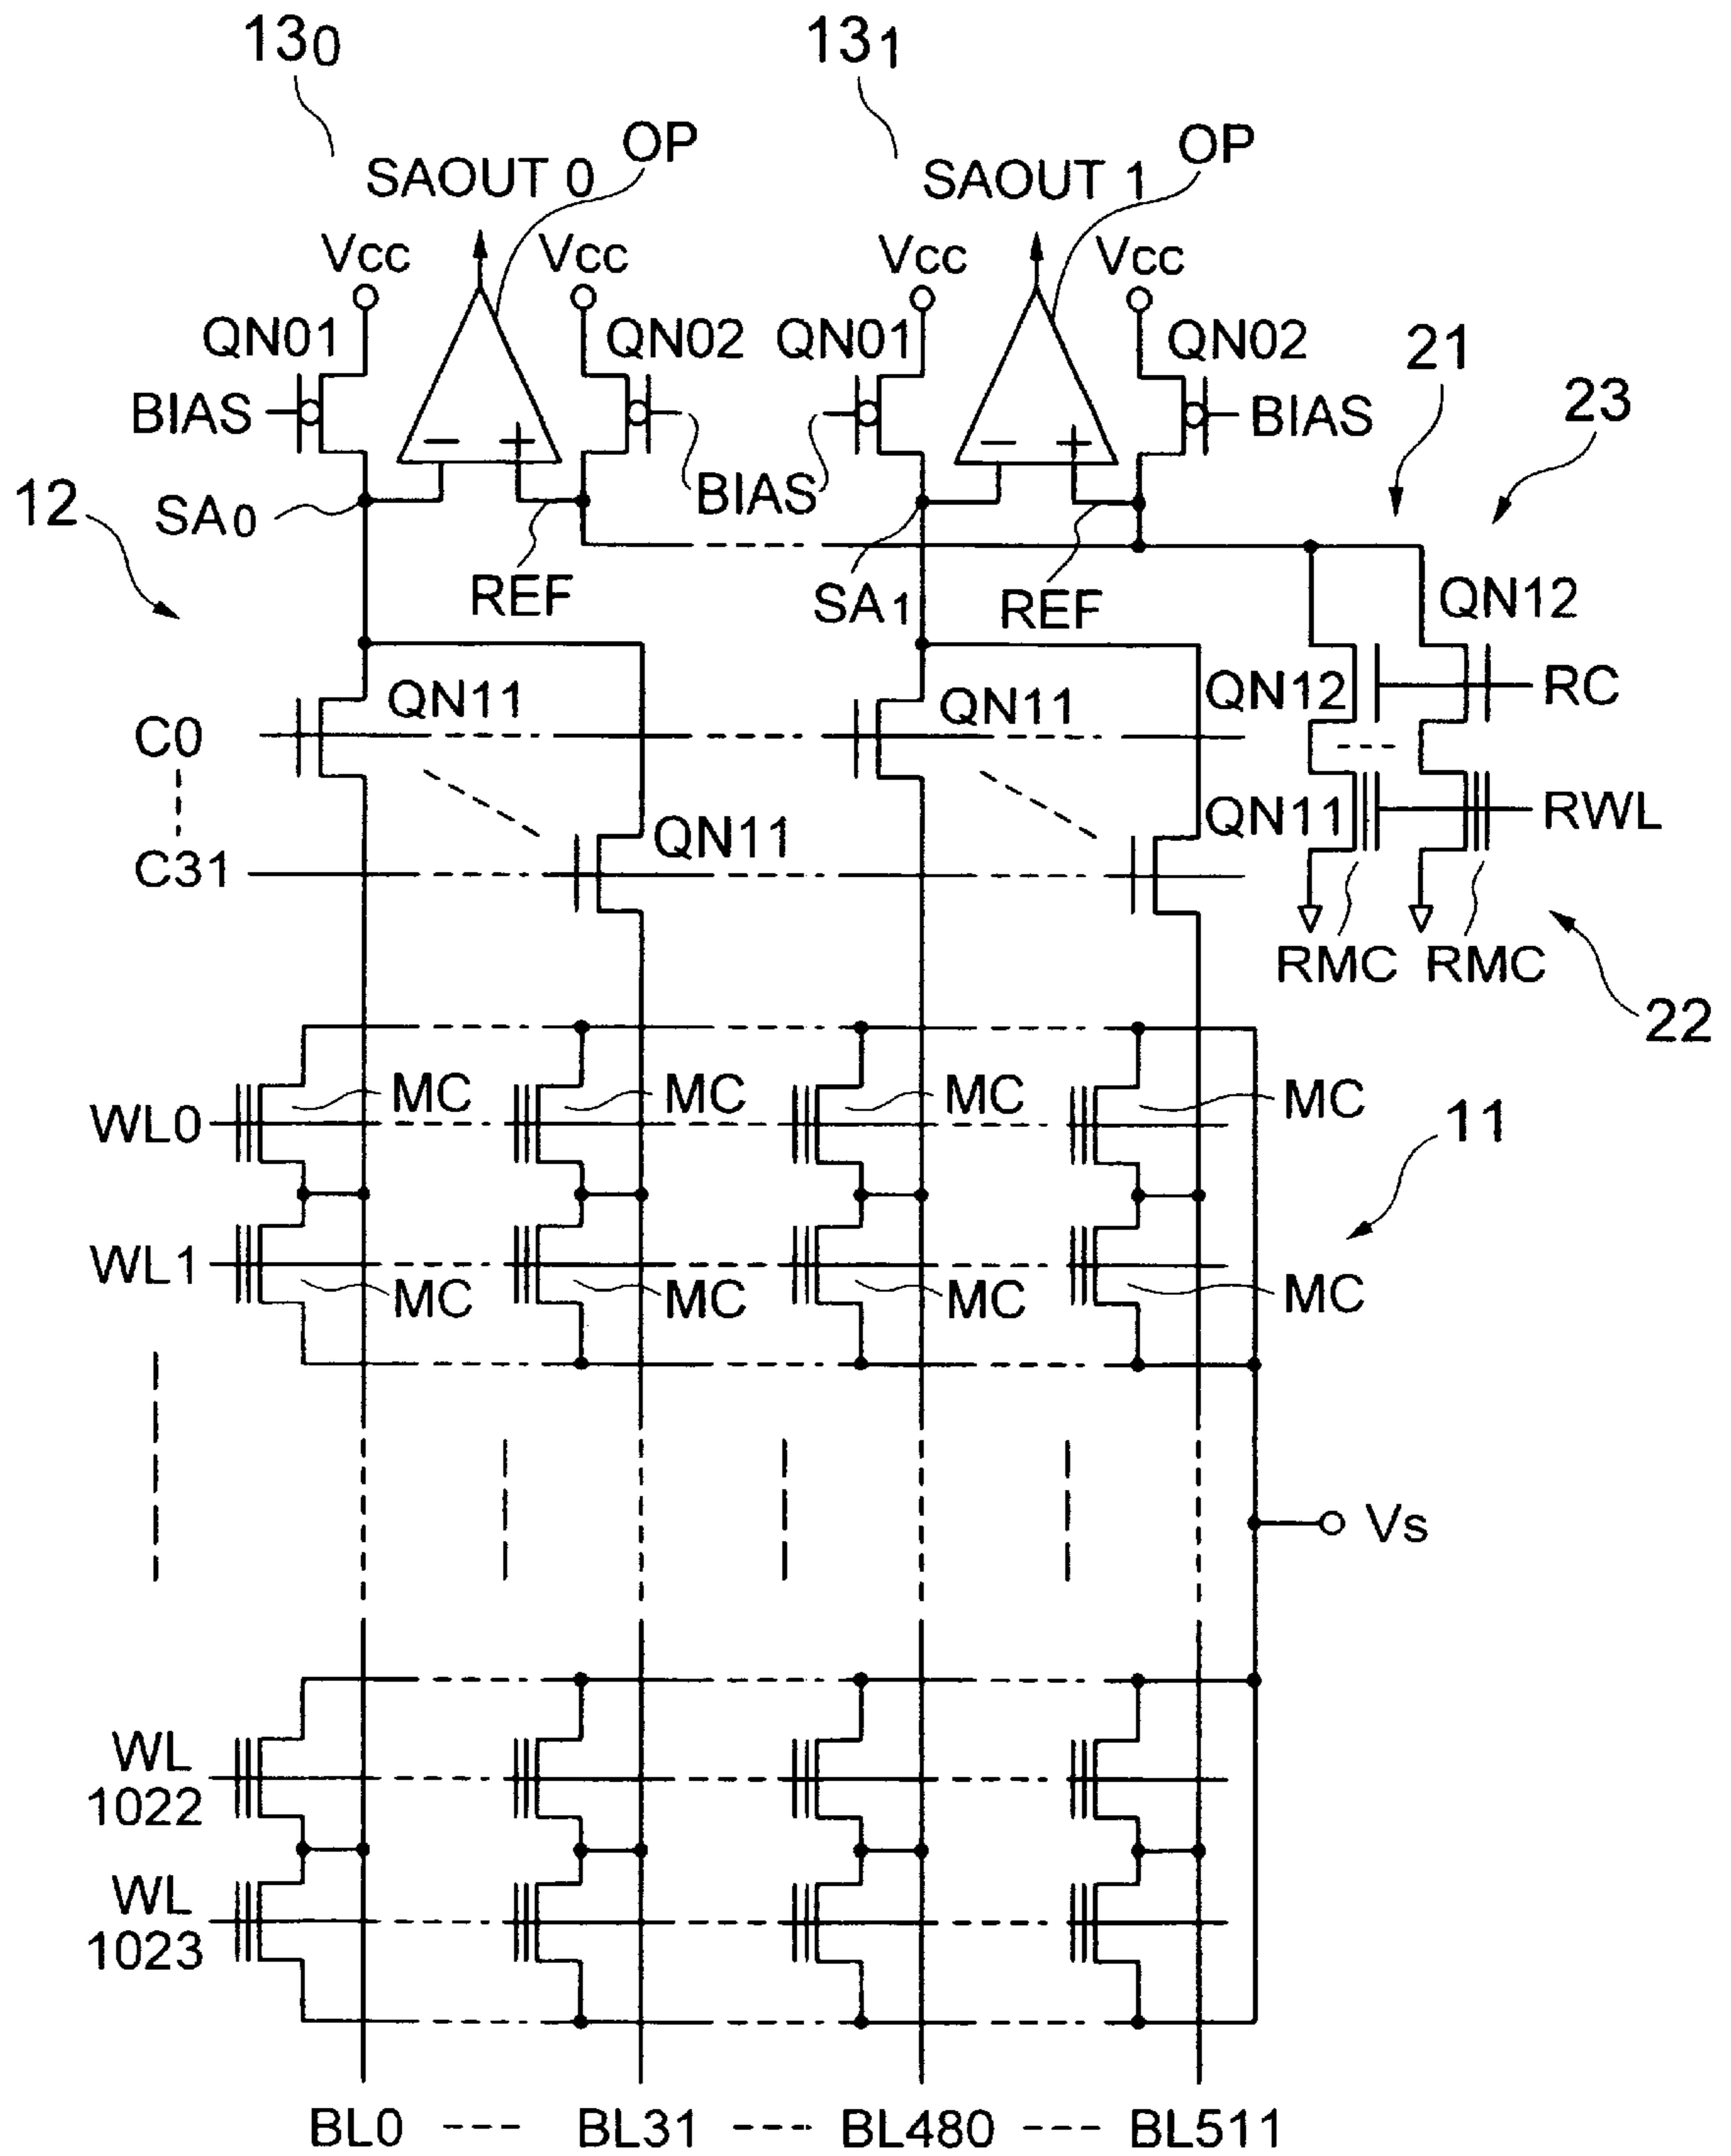 13₀ 13₁
OP OP
SAOUT 0 SAOUT 1
Vcc Vcc Vcc Vcc
QN01 QN02 QN01 QN02
21
23
BIAS BIAS
− + − +
12
SA₀ BIAS
REF SA₁ REF
QN12
QN11 QN11 QN12 RC
C0
QN11 QN11 RWL
C31
RMC RMC
22
MC MC MC MC
WL0
11
WL1
MC MC MC MC
Vs
WL
1022
WL
1023
BL0 --- BL31 --- BL480 --- BL511